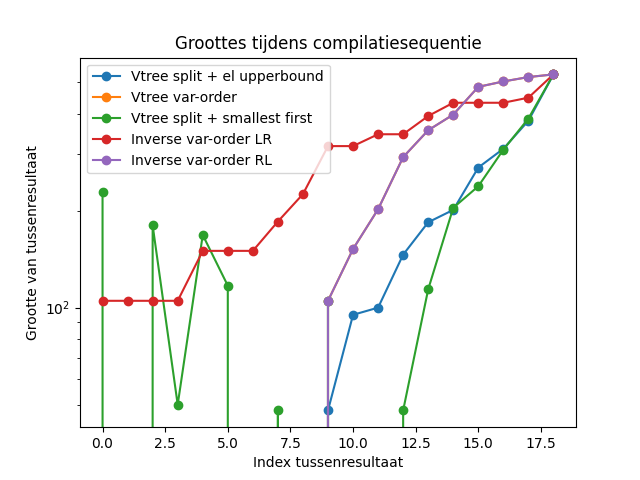 Groottes tijdens compilatiesequentie
Vtree split + el upperbound
Vtree var-order
Vtree split + smallest first
Inverse var-order LR
Inverse var-order RL
Grootte van tussenresultaat
10²
0.0 2.5 5.0 7.5 10.0 12.5 15.0 17.5
Index tussenresultaat